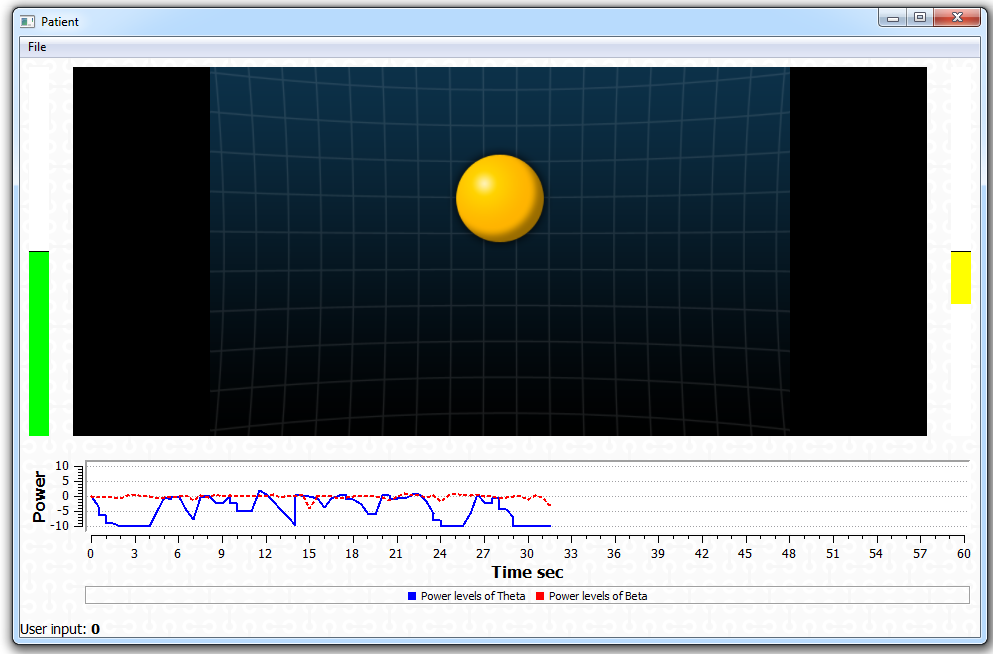 Patient
File
Power
10
5
0
-5
-10
0 3 6 9 12 15 18 21 24 27 30 33 36 39 42 45 48 51 54 57 60
Time sec
Power levels of Theta Power levels of Beta
User input: 0